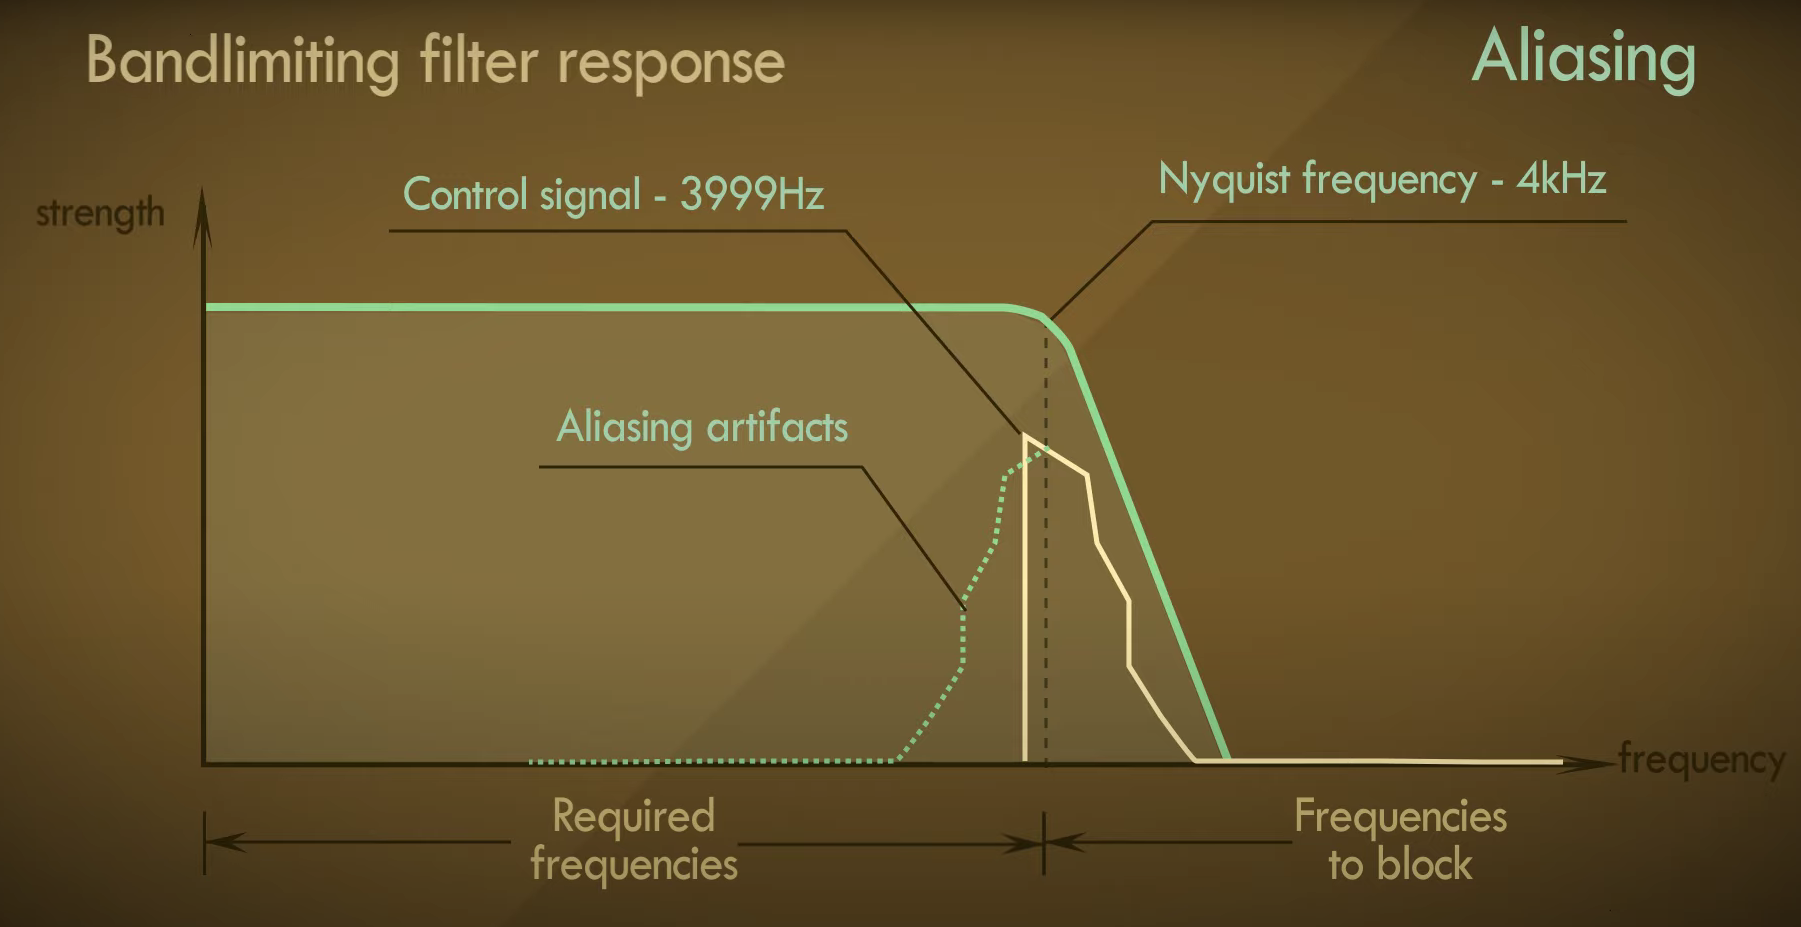 Bandlimiting filter response
Aliasing
Control signal - 3999Hz
Nyquist frequency - 4kHz
strength
Aliasing artifacts
frequency
Required
frequencies
Frequencies
to block